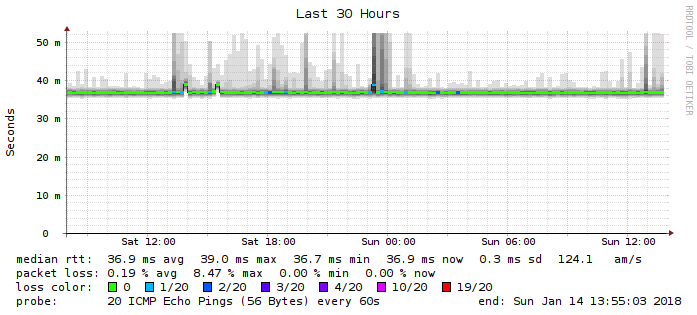 Last 30 Hours
RRDTOOL / TOBI OETIKER
Seconds
50 m
40 m
30 m
20 m
10 m
0
Sat 12:00 Sat 18:00 Sun 00:00 Sun 06:00 Sun 12:00
median rtt: 36.9 ms avg 39.0 ms max 36.7 ms min 36.9 ms now 0.3 ms sd 124.1 am/s
packet loss: 0.19 % avg 8.47 % max 0.00 % min 0.00 % now
loss color: 0 1/20 2/20 3/20 4/20 10/20 19/20
probe: 20 ICMP Echo Pings (56 Bytes) every 60s end: Sun Jan 14 13:55:03 2018